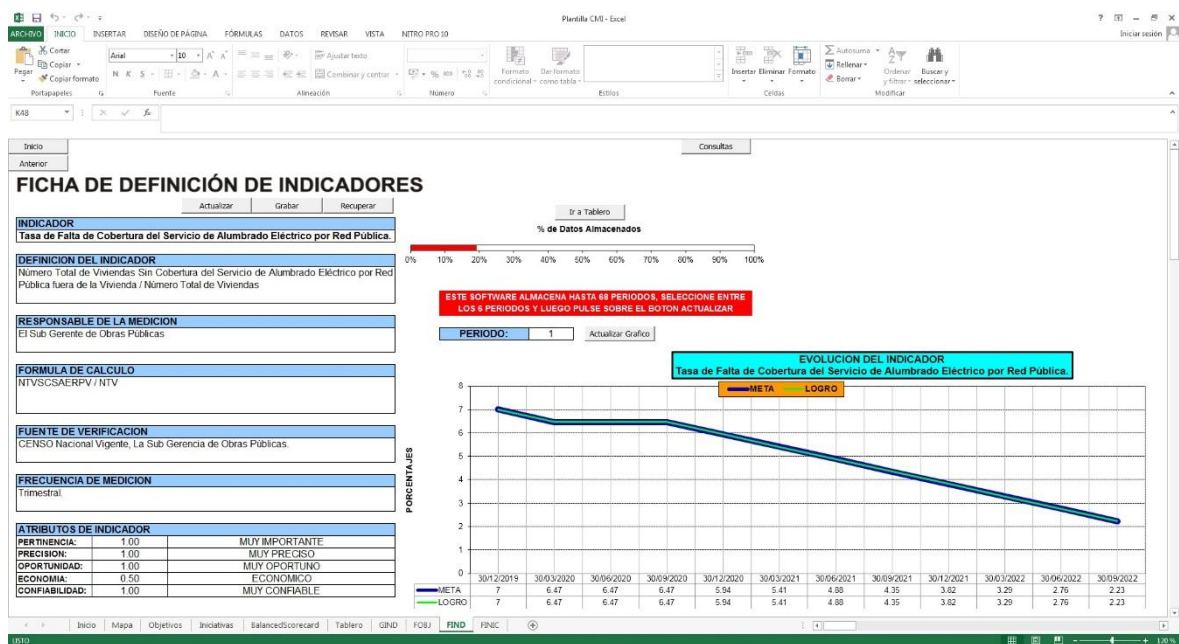 Plantilla CMI - Excel
ARCHIVO INICIO INSERTAR DISEÑO DE PÁGINA FÓRMULAS DATOS REVISAR VISTA NITRO PRO 10
Iniciar sesión
Cortar
Copiar
Copiar formato
Pegar
Portapapeles
Arial 10
N K S
Fuente
Ajustar texto
Combinar y centrar
Alineación
Número
Formato condicional
Dar formato como tabla
Estilos
Insertar Eliminar Formato
Celdas
Autosuma
Rellenar
Borrar
Ordenar y filtrar
Buscar y seleccionar
Modificar
K48
fx
Inicio
Anterior
Consultas
FICHA DE DEFINICIÓN DE INDICADORES
Actualizar Grabar Recuperar
INDICADOR
Tasa de Falta de Cobertura del Servicio de Alumbrado Eléctrico por Red Pública.
DEFINICION DEL INDICADOR
Número Total de Viviendas Sin Cobertura del Servicio de Alumbrado Eléctrico por Red
Pública fuera de la Vivienda / Número Total de Viviendas
RESPONSABLE DE LA MEDICION
El Sub Gerente de Obras Públicas
FORMULA DE CALCULO
NTVSCSAERPV / NTV
FUENTE DE VERIFICACION
CENSO Nacional Vigente, La Sub Gerencia de Obras Públicas.
FRECUENCIA DE MEDICION
Trimestral.
ATRIBUTOS DE INDICADOR
PERTINENCIA: 1.00 MUY IMPORTANTE
PRECISION: 1.00 MUY PRECISO
OPORTUNIDAD: 1.00 MUY OPORTUNO
ECONOMIA: 0.50 ECONOMICO
CONFIABILIDAD: 1.00 MUY CONFIABLE
Ir a Tablero
% de Datos Almacenados
0% 10% 20% 30% 40% 50% 60% 70% 80% 90% 100%
ESTE SOFTWARE ALMACENA HASTA 68 PERIODOS, SELECCIONE ENTRE
LOS 6 PERIODOS Y LUEGO PULSE SOBRE EL BOTON ACTUALIZAR
PERIODO: 1 Actualizar Grafico
EVOLUCION DEL INDICADOR
Tasa de Falta de Cobertura del Servicio de Alumbrado Eléctrico por Red Pública.
META LOGRO
PORCENTAJES
8
7
6
5
4
3
2
1
0
30/12/2019 30/03/2020 30/06/2020 30/09/2020 30/12/2020 30/03/2021 30/06/2021 30/09/2021 30/12/2021 30/03/2022 30/06/2022 30/09/2022
META 7 6.47 6.47 6.47 5.94 5.41 4.88 4.35 3.82 3.29 2.76 2.23
LOGRO 7 6.47 6.47 6.47 5.94 5.41 4.88 4.35 3.82 3.29 2.76 2.23
Inicio Mapa Objetivos Iniciativas BalancedScorecard Tablero GIND FOBJ FIND FINIC
LISTO
120 %